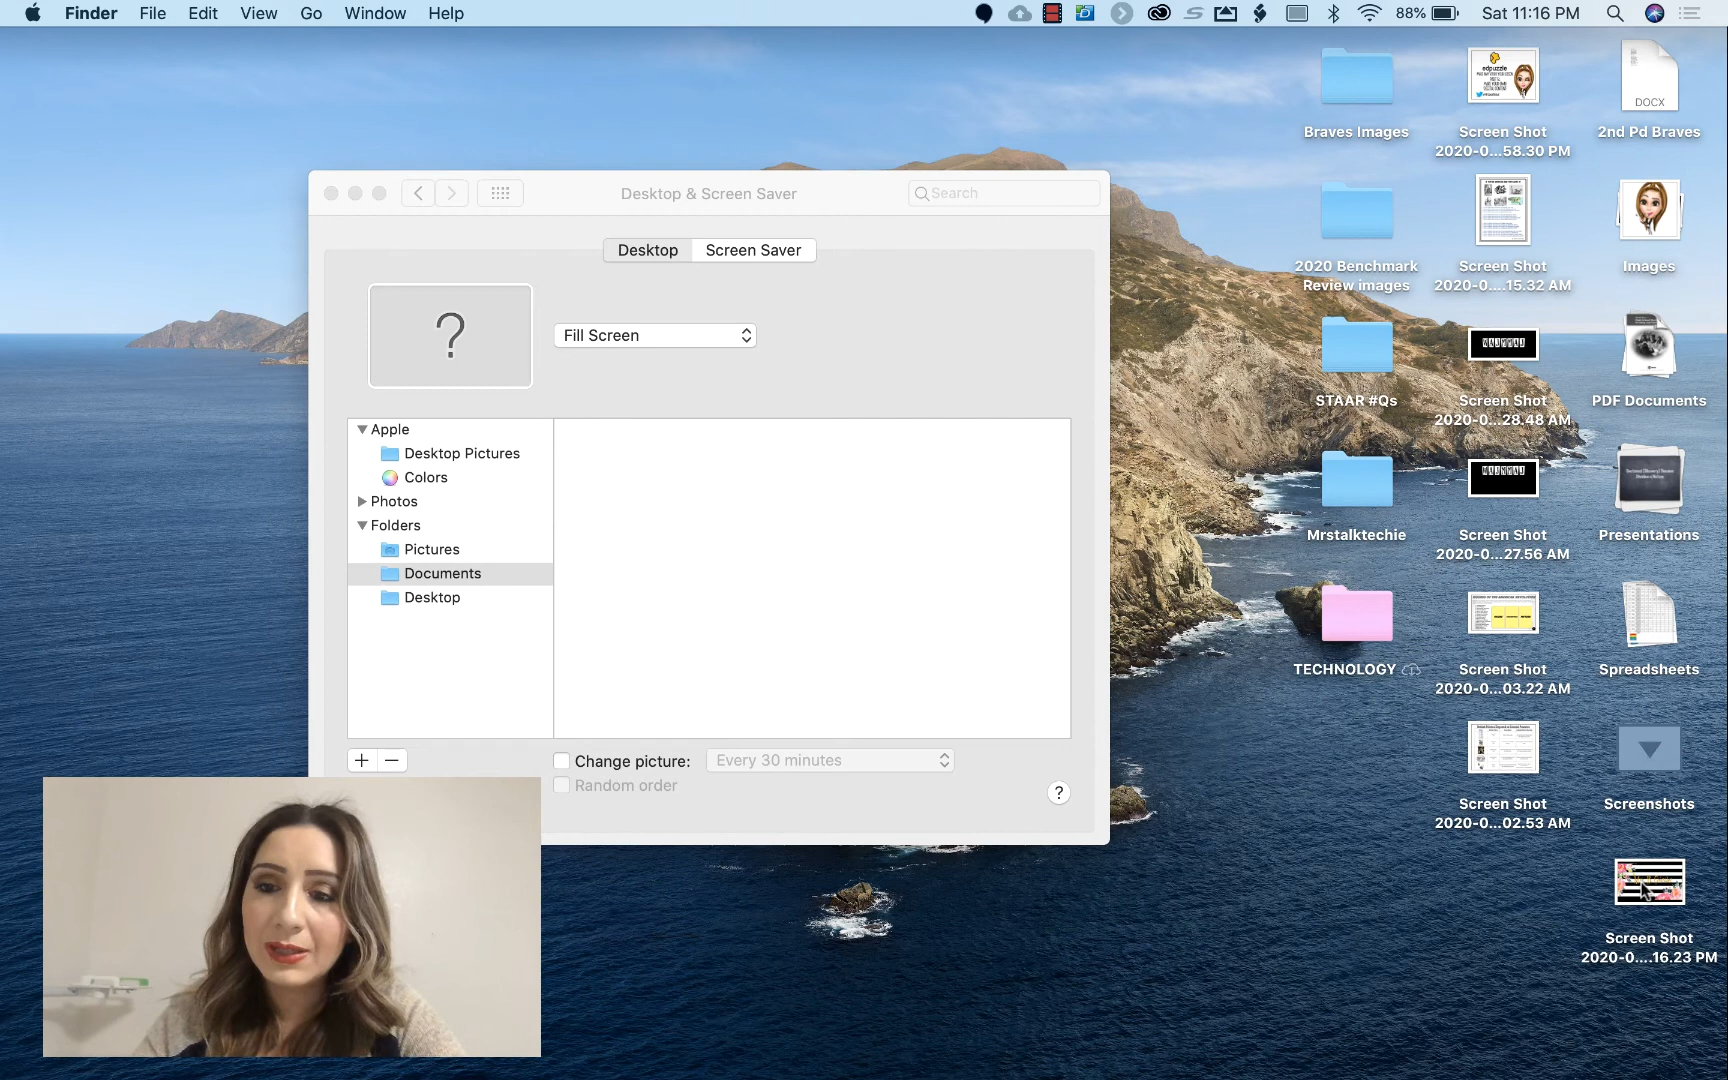 Finder File Edit View Go Window Help
88% Sat 11:16 PM
Desktop & Screen Saver
Search
Desktop
Screen Saver
?
Fill Screen
Apple
Desktop Pictures
Colors
Photos
Folders
Pictures
Documents
Desktop
+ −
Change picture:
Every 30 minutes
Random order
?
Braves Images
2020 Benchmark
Review images
STAAR #Qs
Mrstalktechie
TECHNOLOGY
edpuzzle
Screen Shot
2020-0...58.30 PM
Screen Shot
2020-0....15.32 AM
Screen Shot
2020-0...28.48 AM
Screen Shot
2020-0...27.56 AM
Screen Shot
2020-0...03.22 AM
Screen Shot
2020-0...02.53 AM
DOCX
2nd Pd Braves
Images
PDF Documents
Presentations
Spreadsheets
Screenshots
Screen Shot
2020-0....16.23 PM